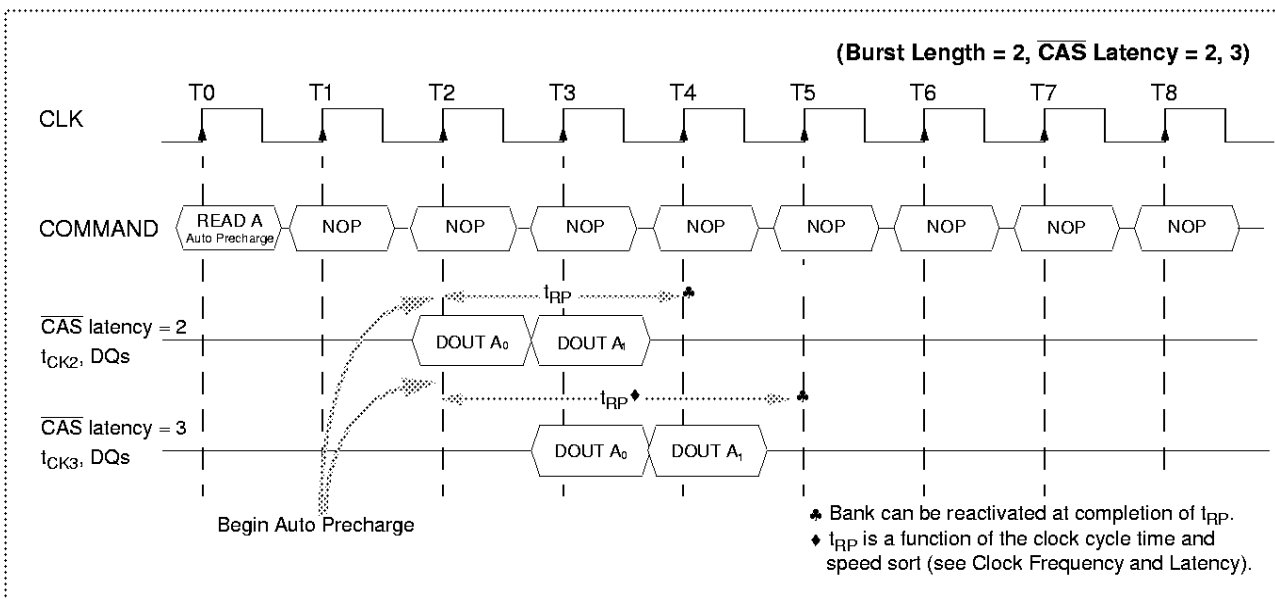 (Burst Length = 2, CAS Latency = 2, 3)
T0 T1 T2 T3 T4 T5 T6 T7 T8
CLK
COMMAND
READ A
Auto Precharge
NOP NOP NOP NOP NOP NOP NOP NOP
tRP ♣
CAS latency = 2
tCK2, DQs
DOUT A0 DOUT A1
tRP♦ ♣
CAS latency = 3
tCK3, DQs
DOUT A0 DOUT A1
Begin Auto Precharge
♣ Bank can be reactivated at completion of tRP.
♦ tRP is a function of the clock cycle time and
speed sort (see Clock Frequency and Latency).